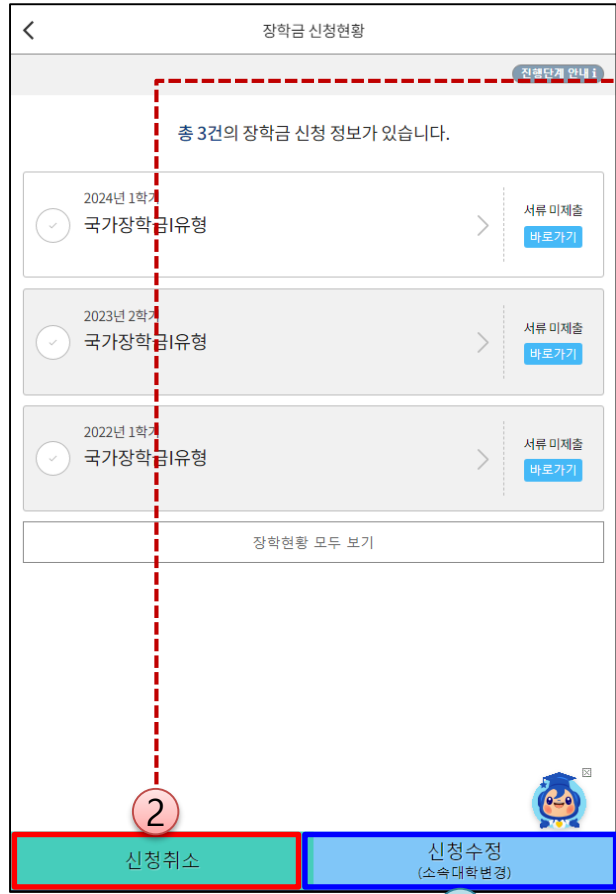 장학금 신청현황
진행단계 안내 i
총 3건의 장학금 신청 정보가 있습니다.
2024년 1학기
국가장학금I유형
서류 미제출
바로가기
2023년 2학기
국가장학금I유형
서류 미제출
바로가기
2022년 1학기
국가장학금I유형
서류 미제출
바로가기
장학현황 모두 보기
2
신청취소
신청수정
(소속대학변경)